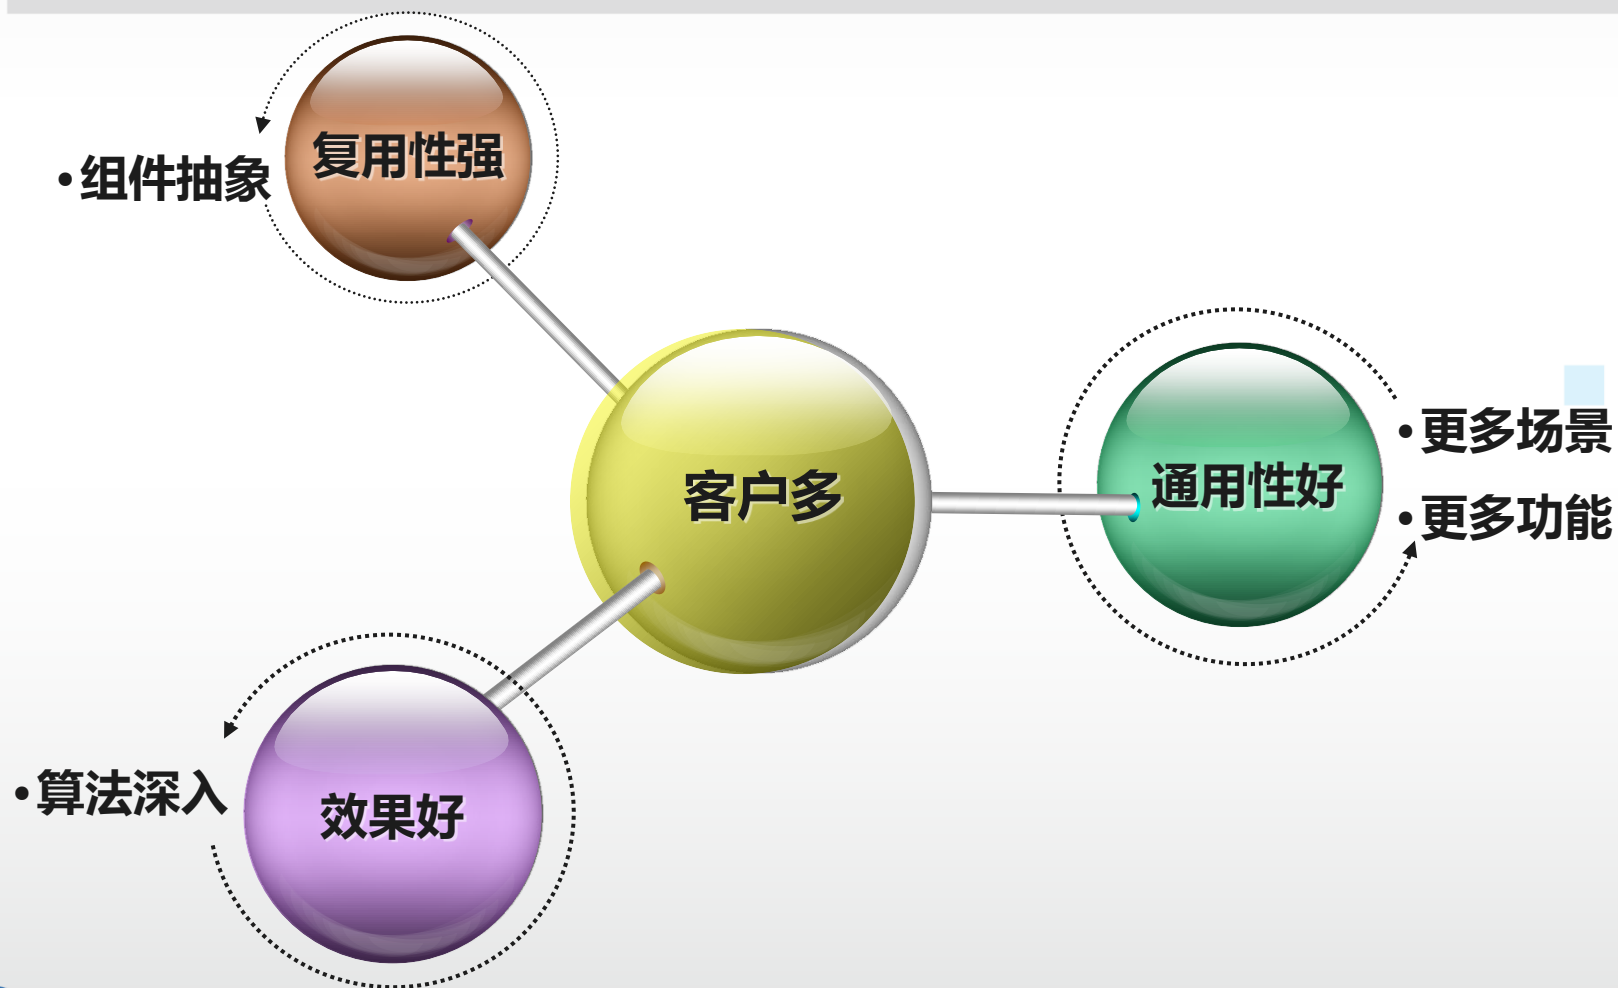 复用性强
•组件抽象
客户多
通用性好
•更多场景
•更多功能
效果好
•算法深入